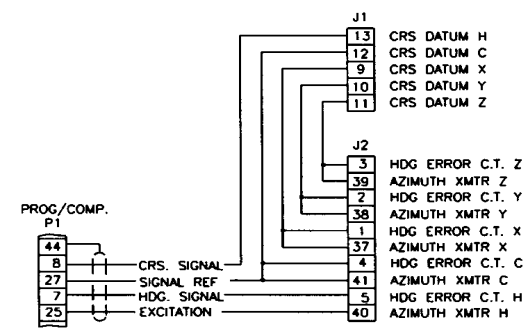 J1
13 CRS DATUM H
12 CRS DATUM C
9 CRS DATUM X
10 CRS DATUM Y
11 CRS DATUM Z
J2
3 HDG ERROR C.T. Z
39 AZIMUTH XMTR Z
2 HDG ERROR C.T. Y
38 AZIMUTH XMTR Y
1 HDG ERROR C.T. X
37 AZIMUTH XMTR X
4 HDG ERROR C.T. C
41 AZIMUTH XMTR C
5 HDG ERROR C.T. H
40 AZIMUTH XMTR H
PROG/COMP.
P1
44
8 CRS. SIGNAL
27 SIGNAL REF
7 HDG. SIGNAL
25 EXCITATION